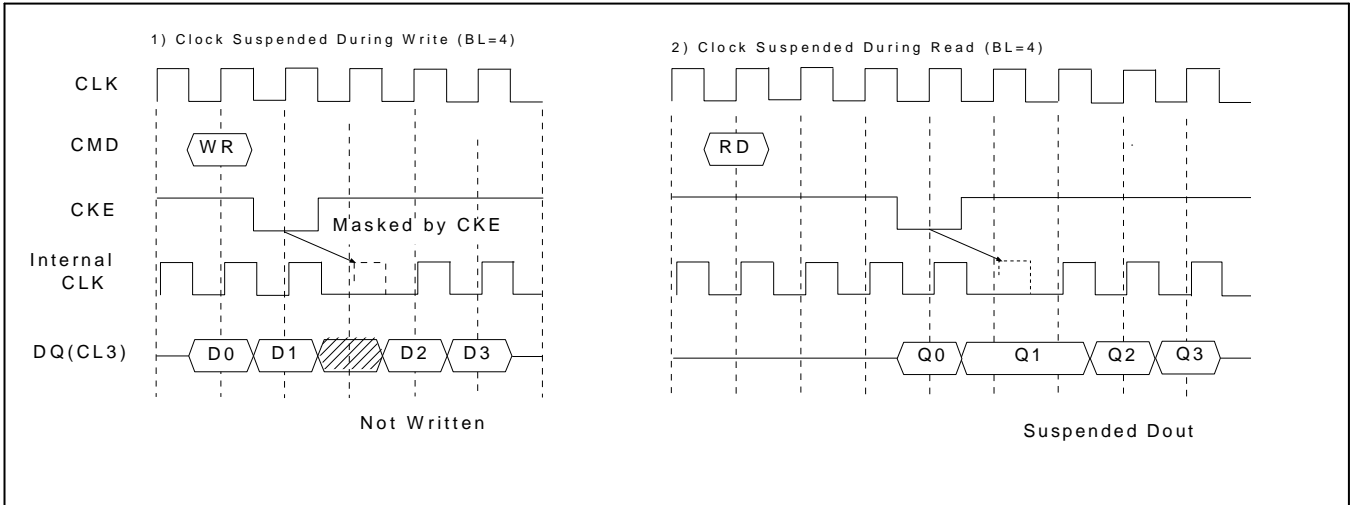 1) Clock Suspended During Write (BL=4)
2) Clock Suspended During Read (BL=4)
CLK
CMD
WR
RD
CKE
Masked by CKE
Internal
CLK
DQ(CL3)
D0
D1
D2
D3
Q0
Q1
Q2
Q3
Not Written
Suspended Dout